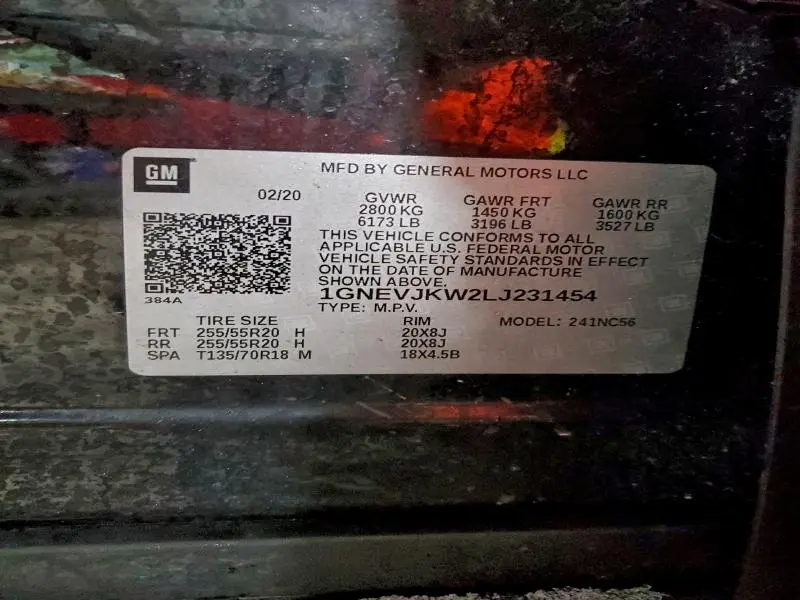 GM
MFD BY GENERAL MOTORS LLC
02/20 GVWR GAWR FRT GAWR RR
2800 KG 1450 KG 1600 KG
6173 LB 3196 LB 3527 LB
THIS VEHICLE CONFORMS TO ALL
APPLICABLE U.S. FEDERAL MOTOR
VEHICLE SAFETY STANDARDS IN EFFECT
ON THE DATE OF MANUFACTURE
SHOWN ABOVE.
384A
1GNEVJKW2LJ231454
TYPE: M.P.V.
TIRE SIZE RIM MODEL: 241NC56
FRT 255/55R20 H 20X8J
RR 255/55R20 H 20X8J
SPA T135/70R18 M 18X4.5B